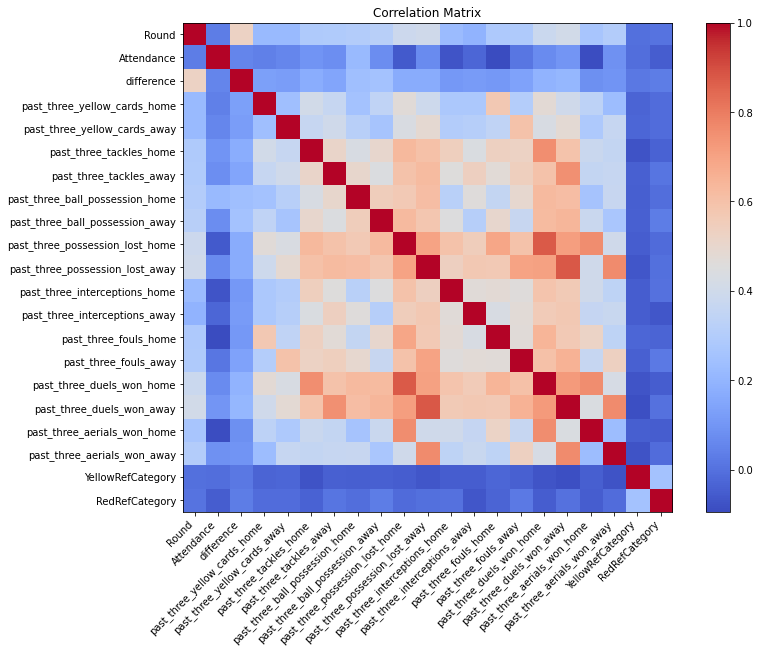 Correlation Matrix
Round
Attendance
difference
past_three_yellow_cards_home
past_three_yellow_cards_away
past_three_tackles_home
past_three_tackles_away
past_three_ball_possession_home
past_three_ball_possession_away
past_three_possession_lost_home
past_three_possession_lost_away
past_three_interceptions_home
past_three_interceptions_away
past_three_fouls_home
past_three_fouls_away
past_three_duels_won_home
past_three_duels_won_away
past_three_aerials_won_home
past_three_aerials_won_away
YellowRefCategory
RedRefCategory
Round
Attendance
difference
past_three_yellow_cards_home
past_three_yellow_cards_away
past_three_tackles_home
past_three_tackles_away
past_three_ball_possession_home
past_three_ball_possession_away
past_three_possession_lost_home
past_three_possession_lost_away
past_three_interceptions_home
past_three_interceptions_away
past_three_fouls_home
past_three_fouls_away
past_three_duels_won_home
past_three_duels_won_away
past_three_aerials_won_home
past_three_aerials_won_away
YellowRefCategory
RedRefCategory
1.0
0.8
0.6
0.4
0.2
0.0